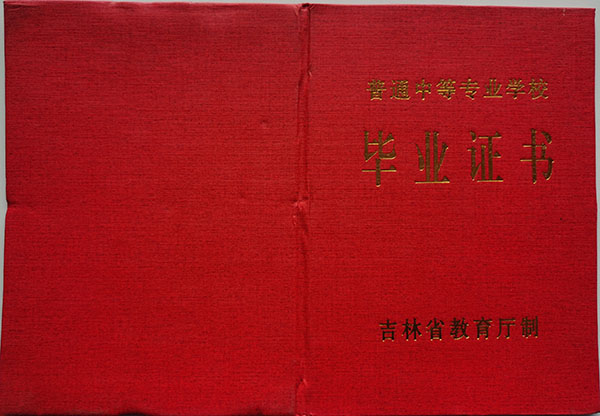 普通中等专业学校
毕业证书
吉林省教育厅制